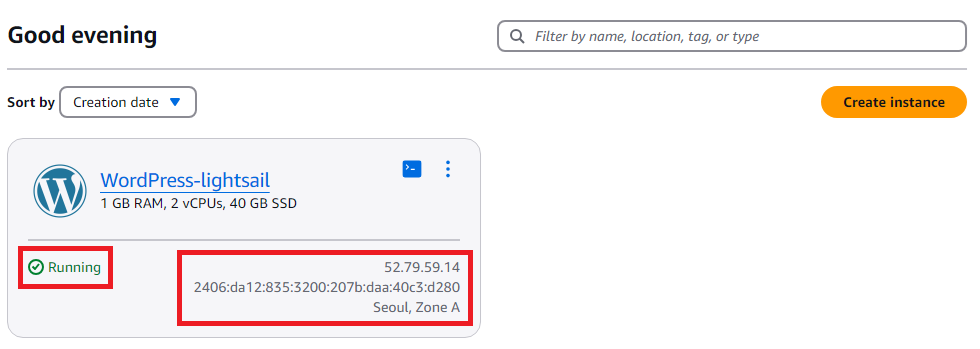 Good evening
Filter by name, location, tag, or type
Sort by Creation date
Create instance
WordPress-lightsail
1 GB RAM, 2 vCPUs, 40 GB SSD
Running
52.79.59.14
2406:da12:835:3200:207b:daa:40c3:d280
Seoul, Zone A